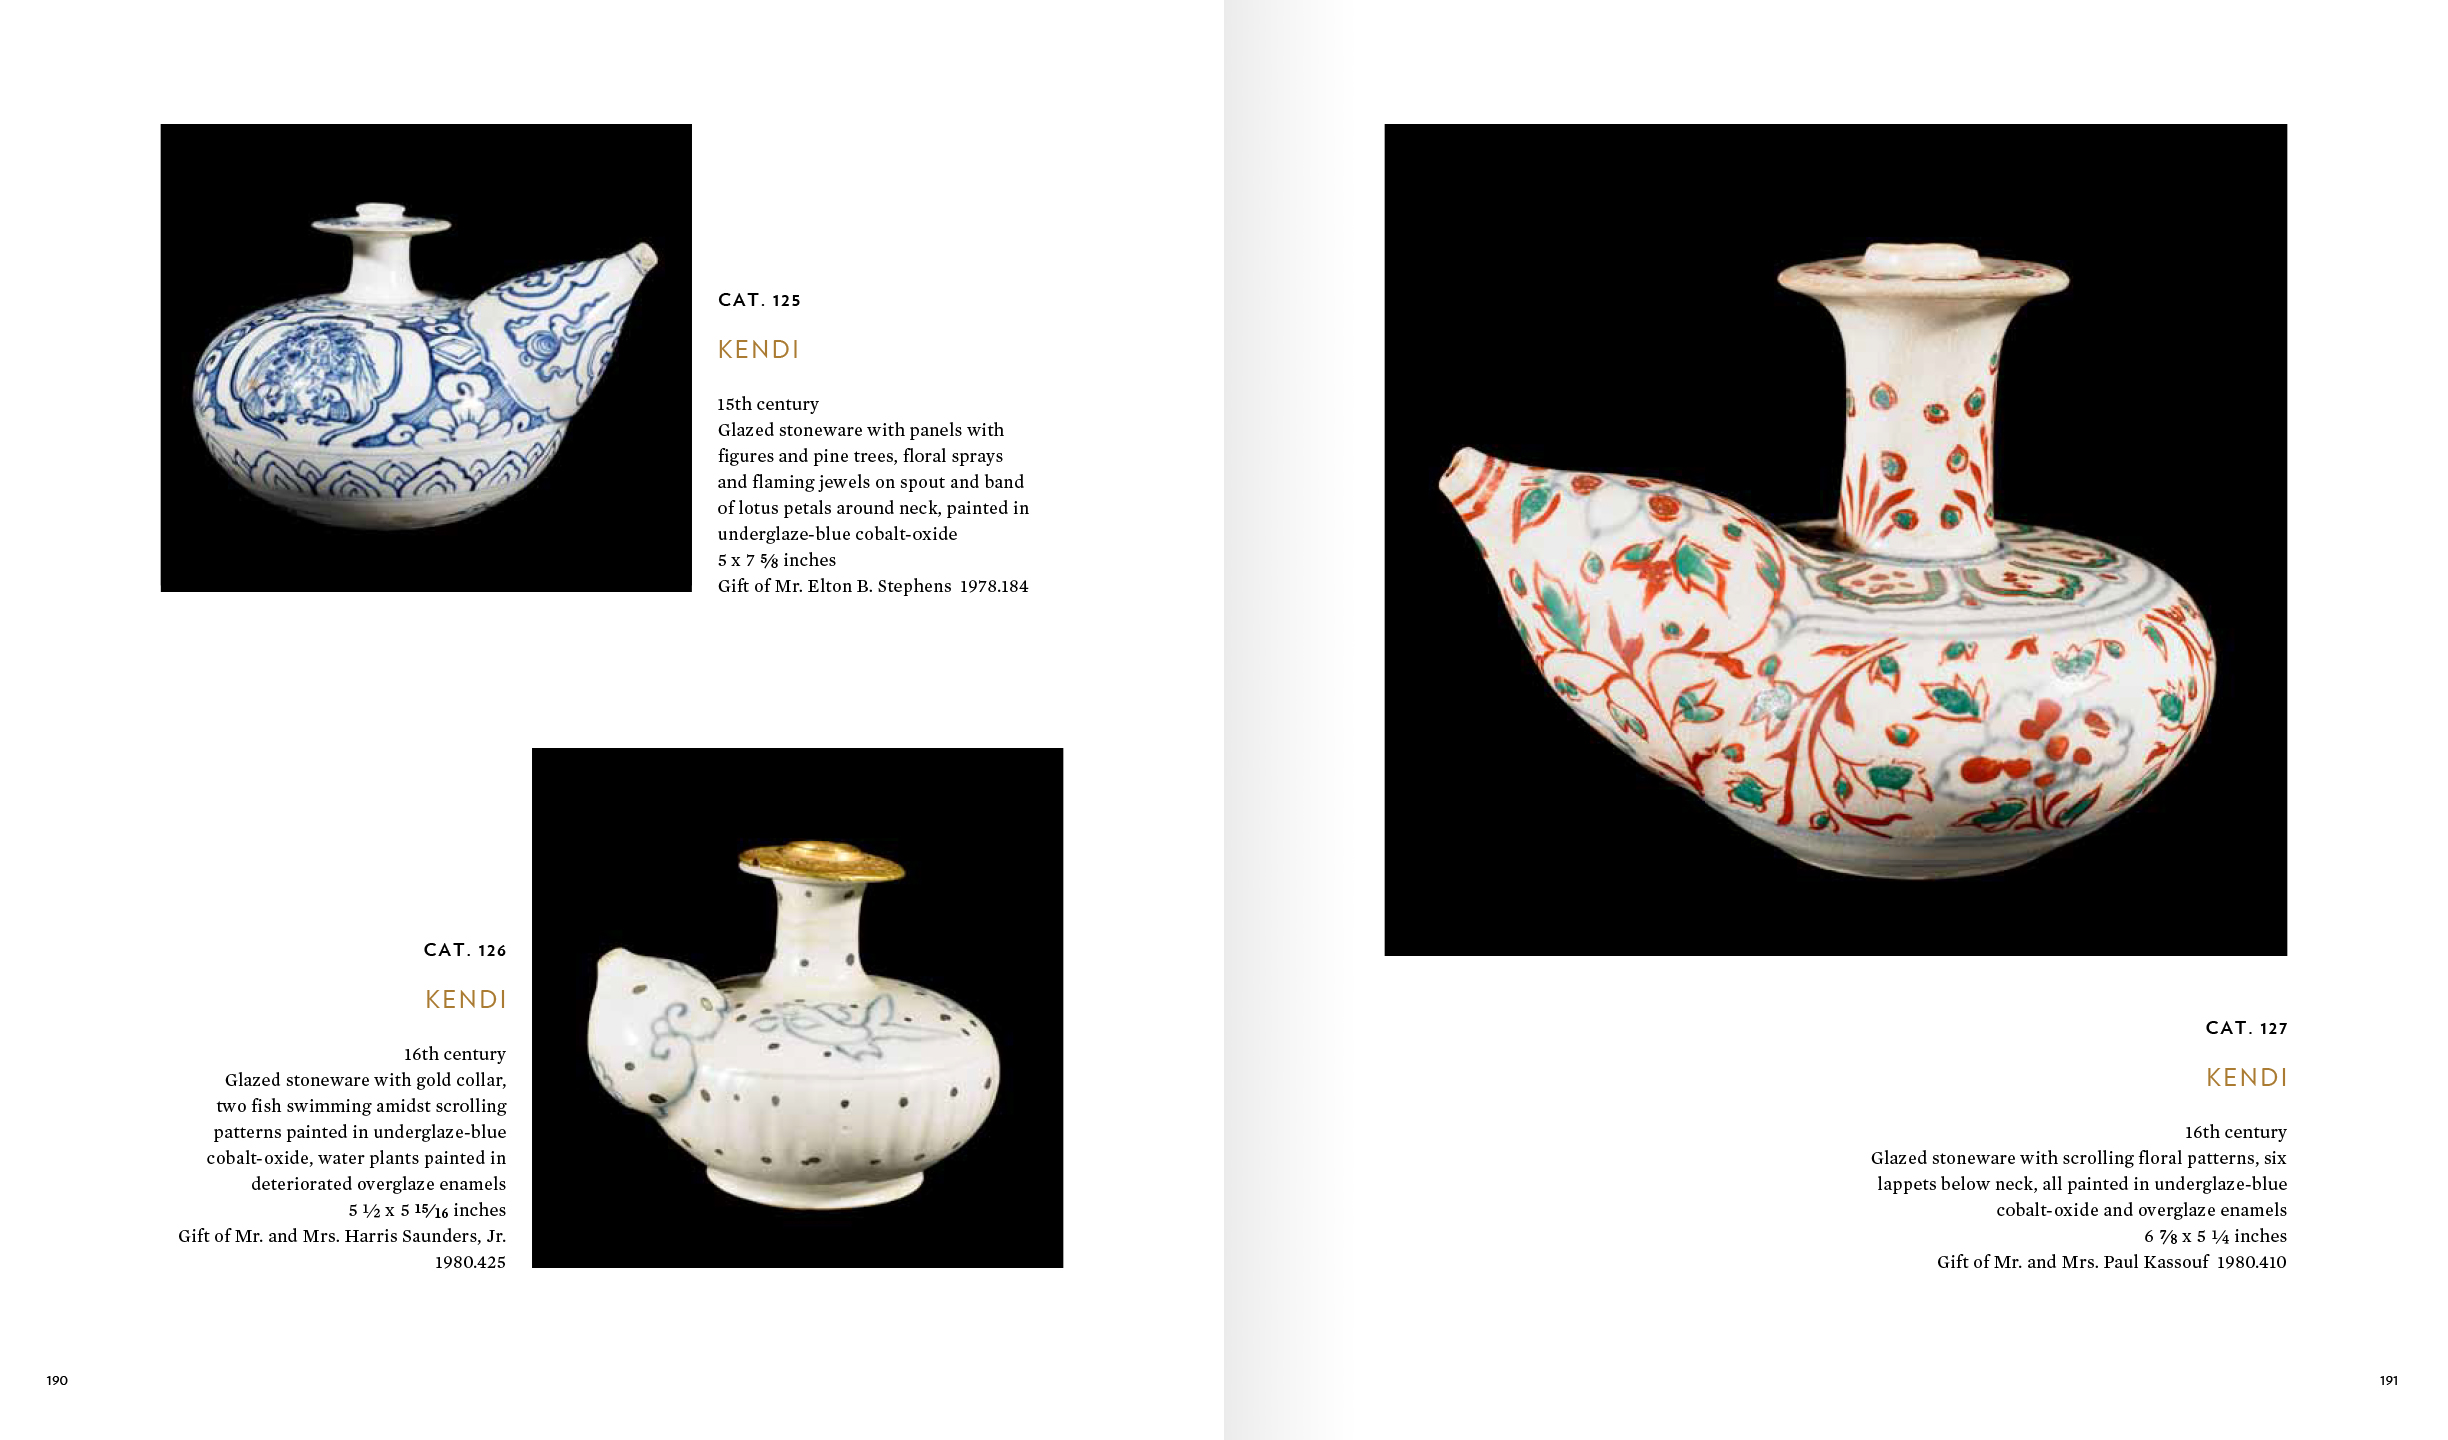 CAT. 125
KENDI
15th century
Glazed stoneware with panels with
figures and pine trees, floral sprays
and flaming jewels on spout and band
of lotus petals around neck, painted in
underglaze-blue cobalt-oxide
5 x 7 ⅝ inches
Gift of Mr. Elton B. Stephens  1978.184
CAT. 126
KENDI
16th century
Glazed stoneware with gold collar,
two fish swimming amidst scrolling
patterns painted in underglaze-blue
cobalt-oxide, water plants painted in
deteriorated overglaze enamels
5 ½ x 5 15/16 inches
Gift of Mr. and Mrs. Harris Saunders, Jr.
1980.425
190
CAT. 127
KENDI
16th century
Glazed stoneware with scrolling floral patterns, six
lappets below neck, all painted in underglaze-blue
cobalt-oxide and overglaze enamels
6 ⅞ x 5 ¼ inches
Gift of Mr. and Mrs. Paul Kassouf  1980.410
191